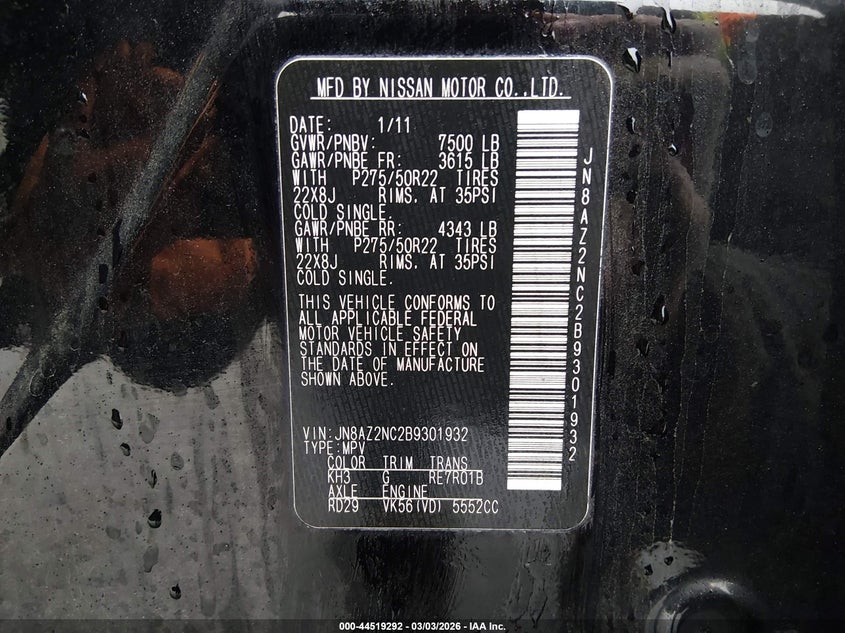 MFD BY NISSAN MOTOR CO.,LTD.
DATE: 1/11
GVWR/PNBV: 7500 LB
GAWR/PNBE FR: 3615 LB
WITH P275/50R22 TIRES
22X8J RIMS. AT 35PSI
COLD SINGLE.
GAWR/PNBE RR: 4343 LB
WITH P275/50R22 TIRES
22X8J RIMS. AT 35PSI
COLD SINGLE.
THIS VEHICLE CONFORMS TO
ALL APPLICABLE FEDERAL
MOTOR VEHICLE SAFETY
STANDARDS IN EFFECT ON
THE DATE OF MANUFACTURE
SHOWN ABOVE.
VIN:JN8AZ2NC2B9301932
TYPE:MPV
COLOR TRIM TRANS
KH3 G RE7R01B
AXLE ENGINE
RD29 VK56(VD) 5552CC
JN8AZ2NC2B9301932
000-44519292 - 03/03/2026 - IAA Inc.